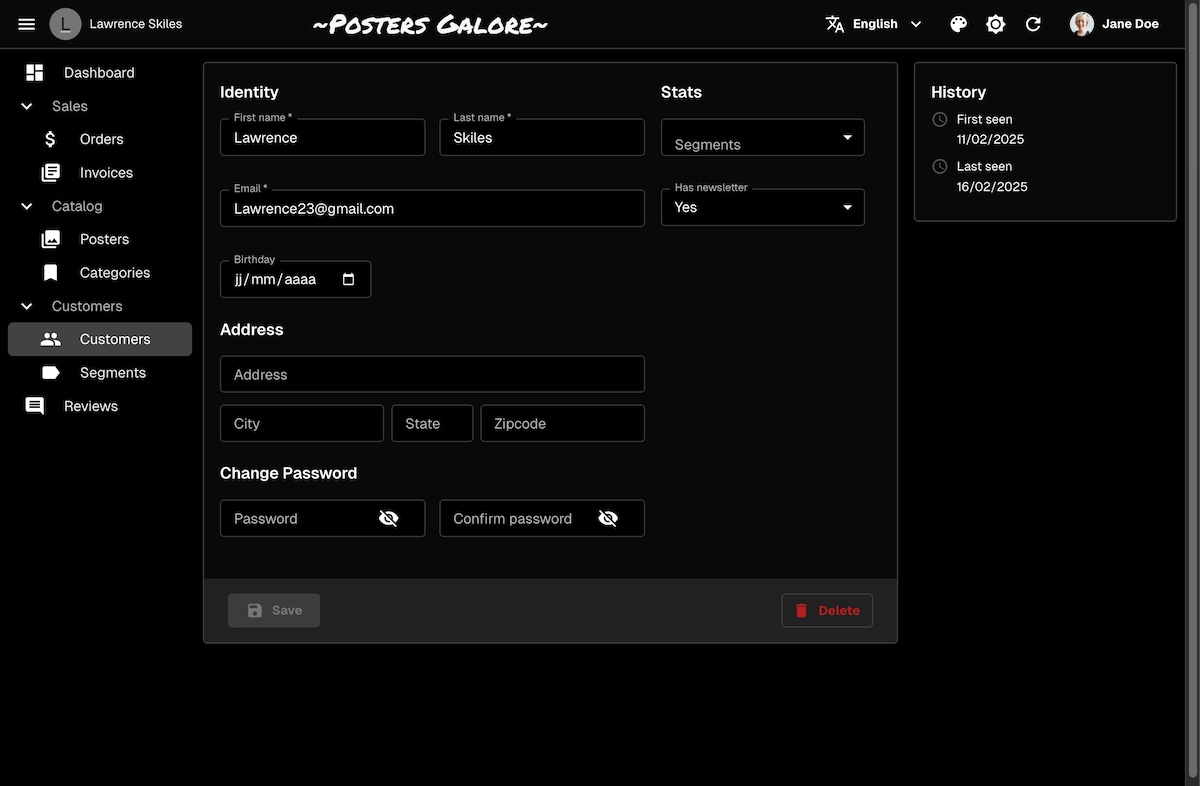 L Lawrence Skiles ~Posters Galore~ English Jane Doe
Dashboard
Sales
Orders
Invoices
Catalog
Posters
Categories
Customers
Customers
Segments
Reviews
Identity
First name *
Lawrence
Last name *
Skiles
Email *
Lawrence23@gmail.com
Birthday
jj/mm/aaaa
Stats
Segments
Has newsletter
Yes
Address
Address
City
State
Zipcode
Change Password
Password
Confirm password
Save
Delete
History
First seen
11/02/2025
Last seen
16/02/2025